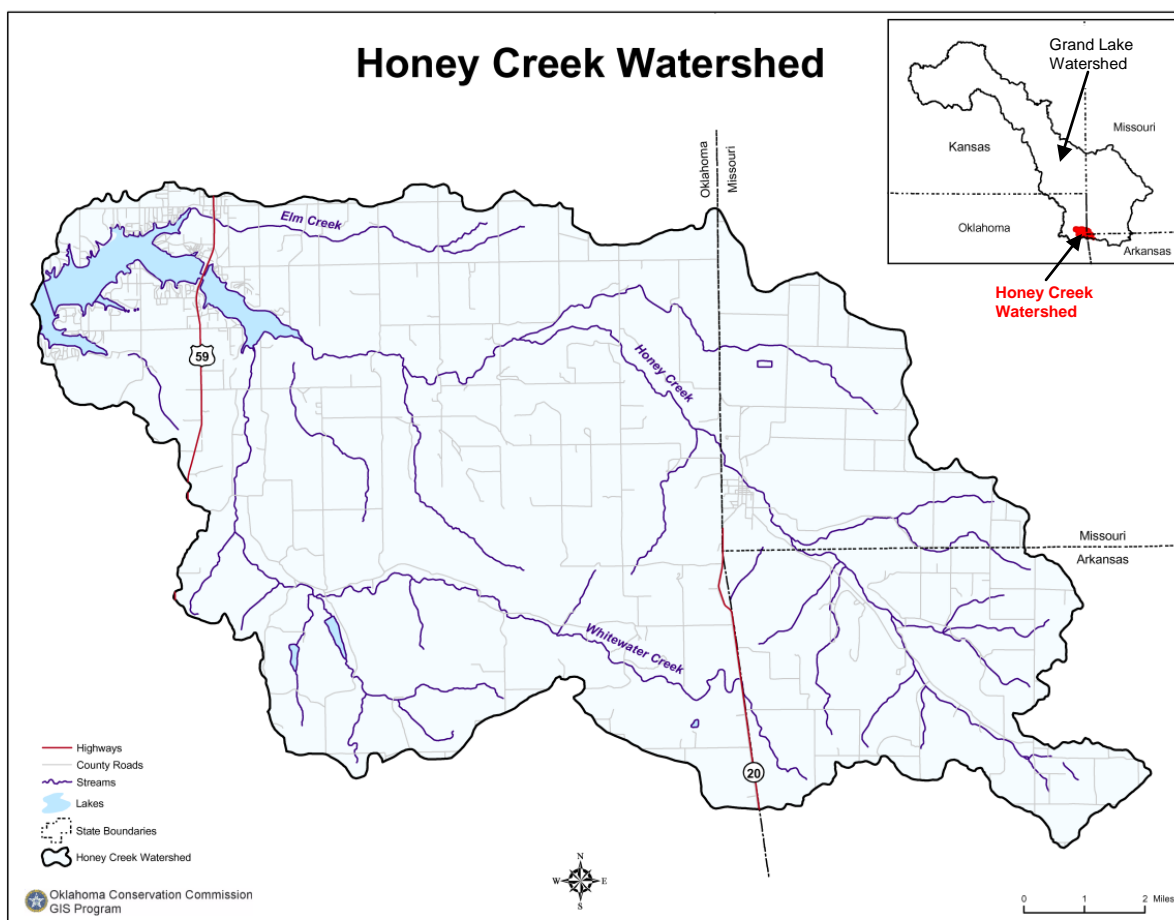 Honey Creek Watershed
Grand Lake
Watershed
Missouri
Kansas
Oklahoma
Arkansas
Honey Creek
Watershed
Oklahoma
Missouri
Elm Creek
59
Honey Creek
Missouri
Arkansas
Whitewater Creek
20
Highways
County Roads
Streams
Lakes
State Boundaries
Honey Creek Watershed
Oklahoma Conservation Commission
GIS Program
N
W
E
S
0 1 2 Miles